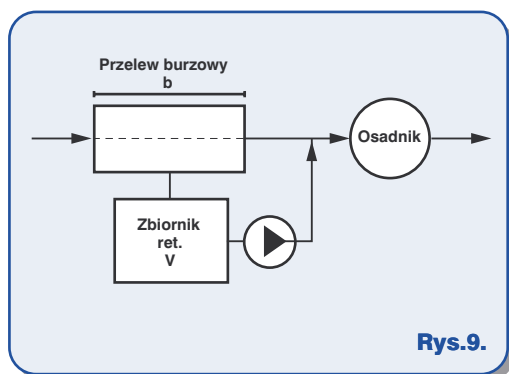 Przelew burzowy
b
Osadnik
Zbiornik
ret.
V
Rys.9.